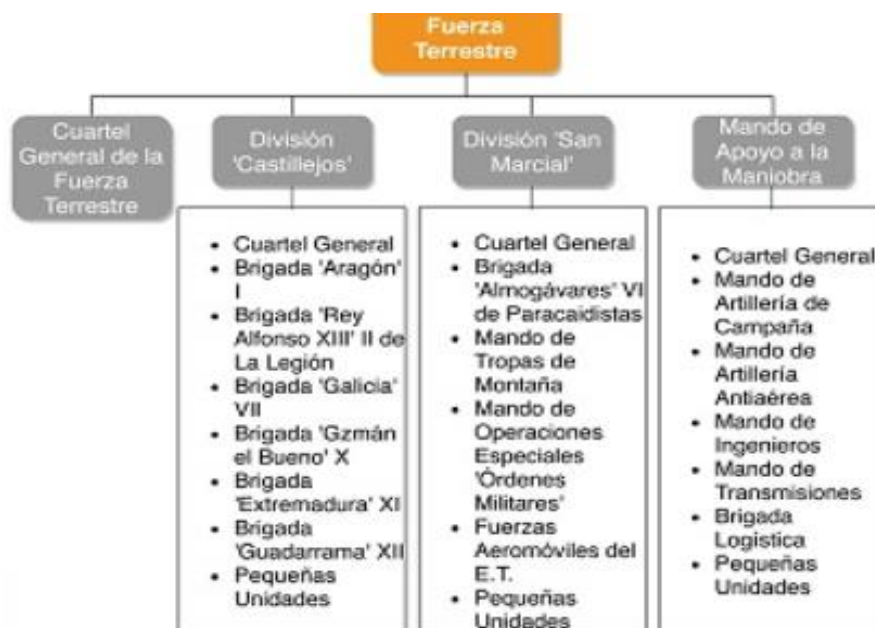 Fuerza
Terrestre
Cuartel
General de la
Fuerza
Terrestre
División
'Castillejos'
División 'San
Marcial'
Mando de
Apoyo a la
Maniobra
• Cuartel General
• Brigada 'Aragón'
I
• Brigada 'Rey
Alfonso XIII' II de
La Legión
• Brigada 'Galicia'
VII
• Brigada 'Gzmán
el Bueno' X
• Brigada
'Extremadura' XI
• Brigada
'Guadarrama' XII
• Pequeñas
Unidades
• Cuartel General
• Brigada
'Almogávares' VI
de Paracaidistas
• Mando de
Tropas de
Montaña
• Mando de
Operaciones
Especiales
'Órdenes
Militares'
• Fuerzas
Aeromóviles del
E.T.
• Pequeñas
Unidades
• Cuartel General
• Mando de
Artillería de
Campaña
• Mando de
Artillería
Antiaérea
• Mando de
Ingenieros
• Mando de
Transmisiones
• Brigada
Logística
• Pequeñas
Unidades